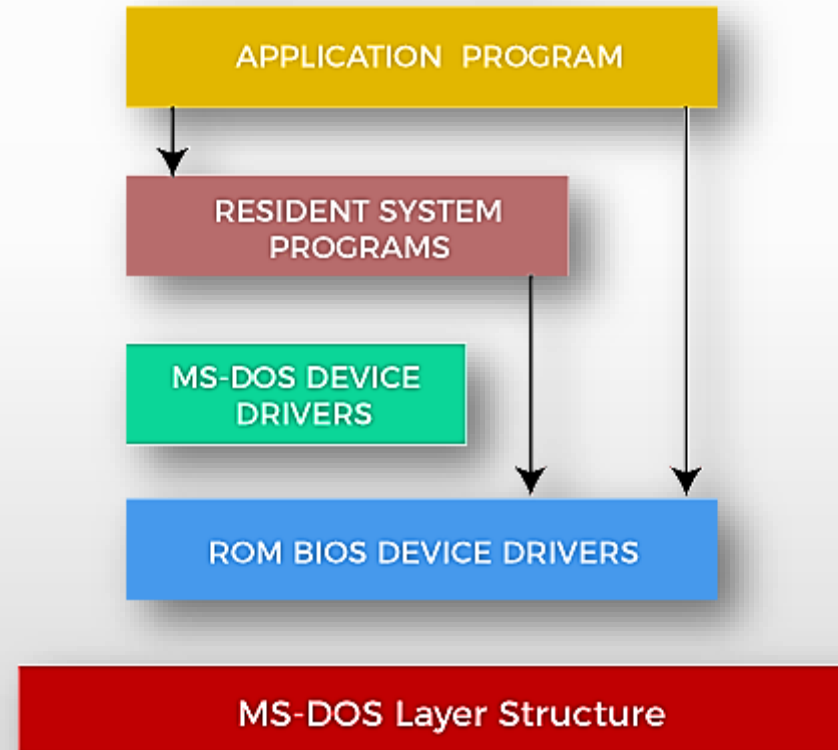 APPLICATION PROGRAM
RESIDENT SYSTEM
PROGRAMS
MS-DOS DEVICE
DRIVERS
ROM BIOS DEVICE DRIVERS
MS-DOS Layer Structure